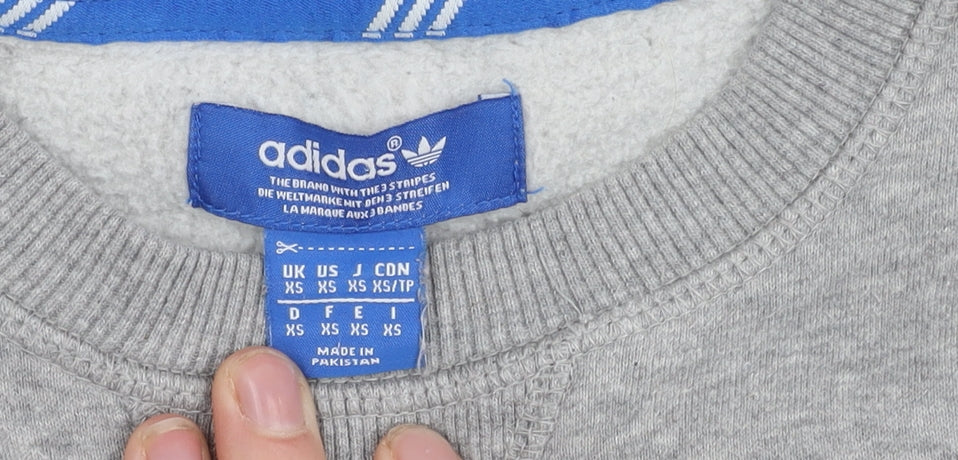 adidas®
THE BRAND WITH THE 3 STRIPES
DIE WELTMARKE MIT DEN 3 STREIFEN
LA MARQUE AUX 3 BANDES
UK US J CDN
XS XS XS XS/TP
D F E I
XS XS XS XS
MADE IN
PAKISTAN